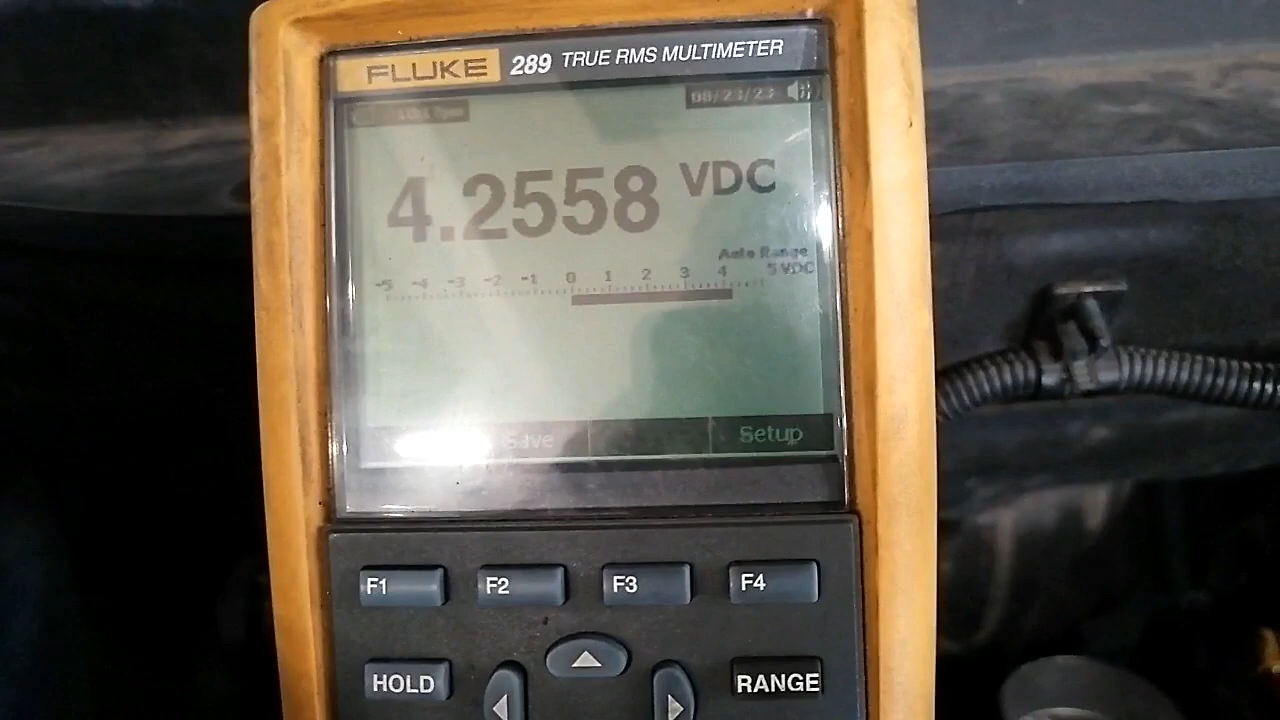 FLUKE 289 TRUE RMS MULTIMETER
08/23/23
4.2558 VDC
Auto Range
-5 -4 -3 -2 -1 0 1 2 3 4 5 VDC
Save Setup
F1 F2 F3 F4
HOLD RANGE